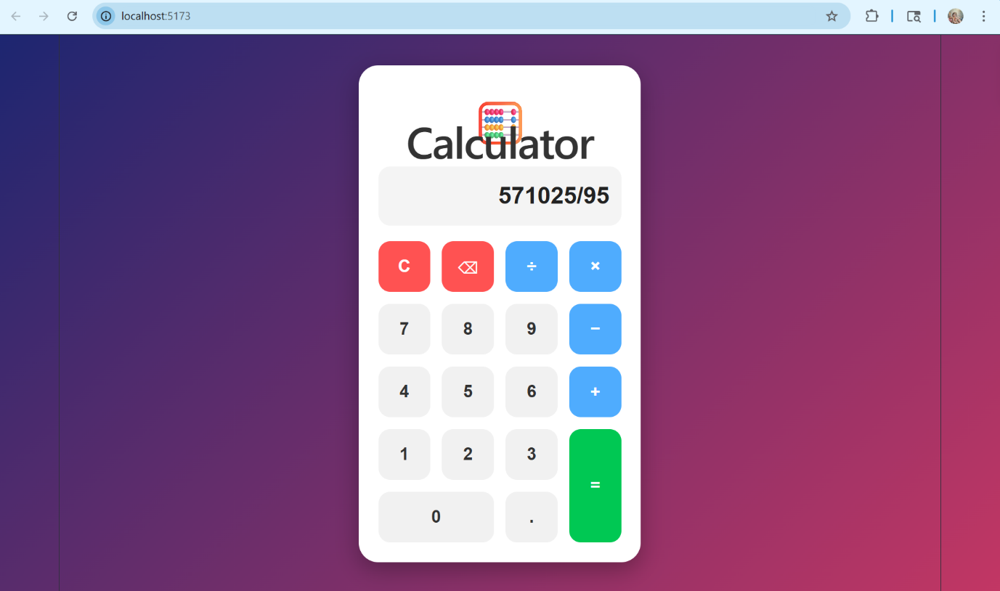 localhost:5173
Calculator
571025/95
C ⌫ ÷ ×
7 8 9 −
4 5 6 +
1 2 3
=
0 .